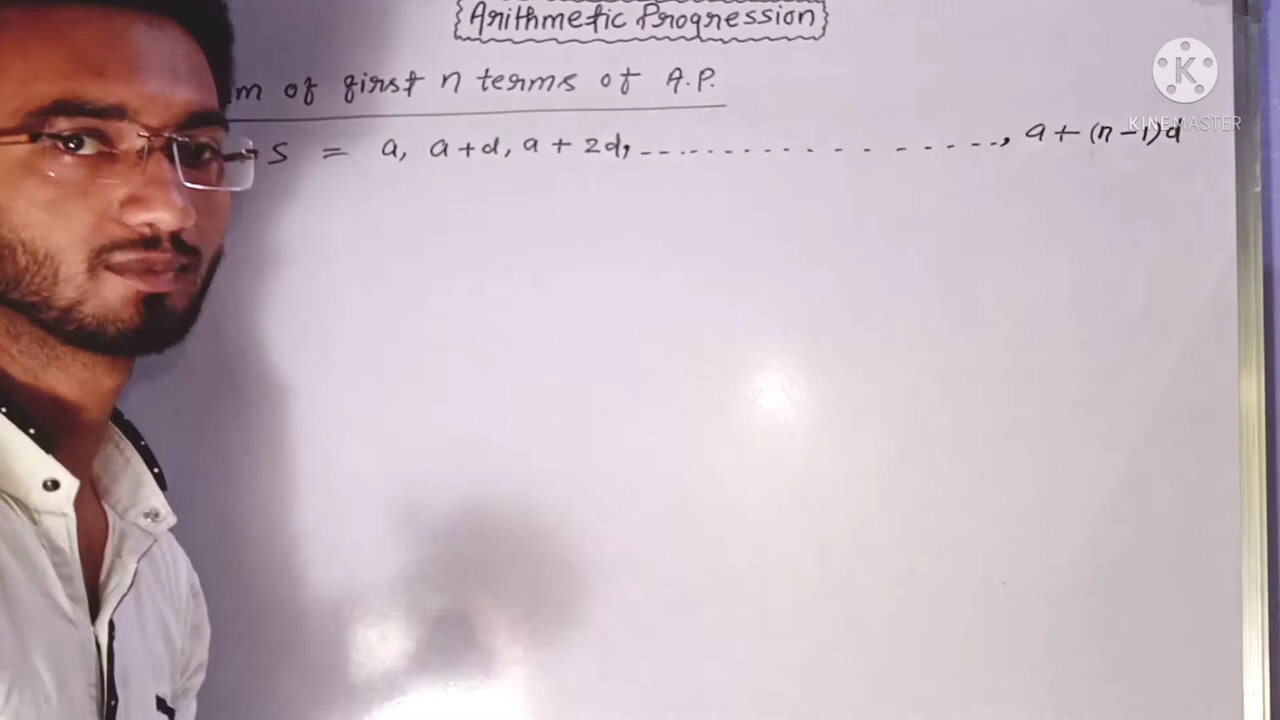 {Arithmetic Progression}
m of first n terms of A.P.
S = a, a+d, a + 2d, ----------------------, a + (n-1)d
K
KINEMASTER